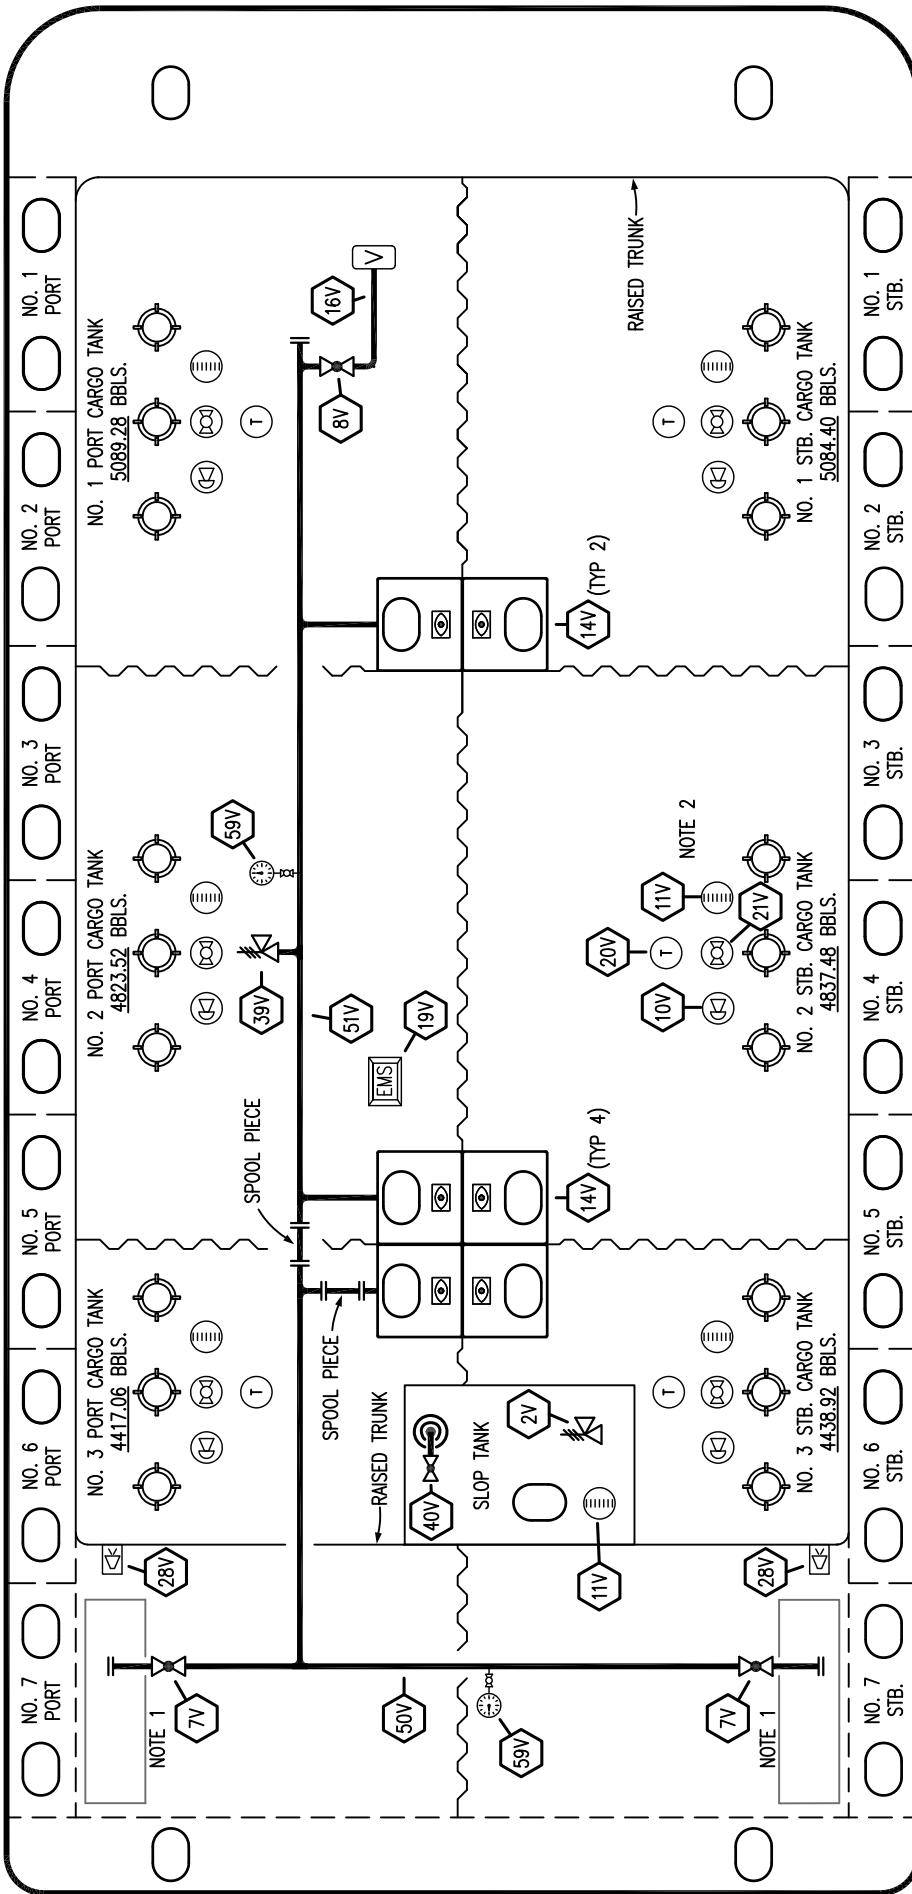 NO. 7
PORT
NO. 6
PORT
NO. 5
PORT
NO. 4
PORT
NO. 3
PORT
NO. 2
PORT
NO. 1
PORT
NO. 3 PORT CARGO TANK
4417.06 BBLS.
NO. 2 PORT CARGO TANK
4823.52 BBLS.
NO. 1 PORT CARGO TANK
5089.28 BBLS.
28V
NOTE 1
7V
T
39V
59V
T
SPOOL PIECE
16V
8V
V
51V
SPOOL PIECE
RAISED TRUNK
EMS
19V
50V
40V
59V
SLOP TANK
2V
11V
14V
(TYP 4)
14V
(TYP 2)
RAISED TRUNK
T
20V
T
10V
11V
NOTE 2
21V
7V
NOTE 1
28V
NO. 3 STB. CARGO TANK
4438.92 BBLS.
NO. 2 STB. CARGO TANK
4837.48 BBLS.
NO. 1 STB. CARGO TANK
5084.40 BBLS.
NO. 7
STB.
NO. 6
STB.
NO. 5
STB.
NO. 4
STB.
NO. 3
STB.
NO. 2
STB.
NO. 1
STB.